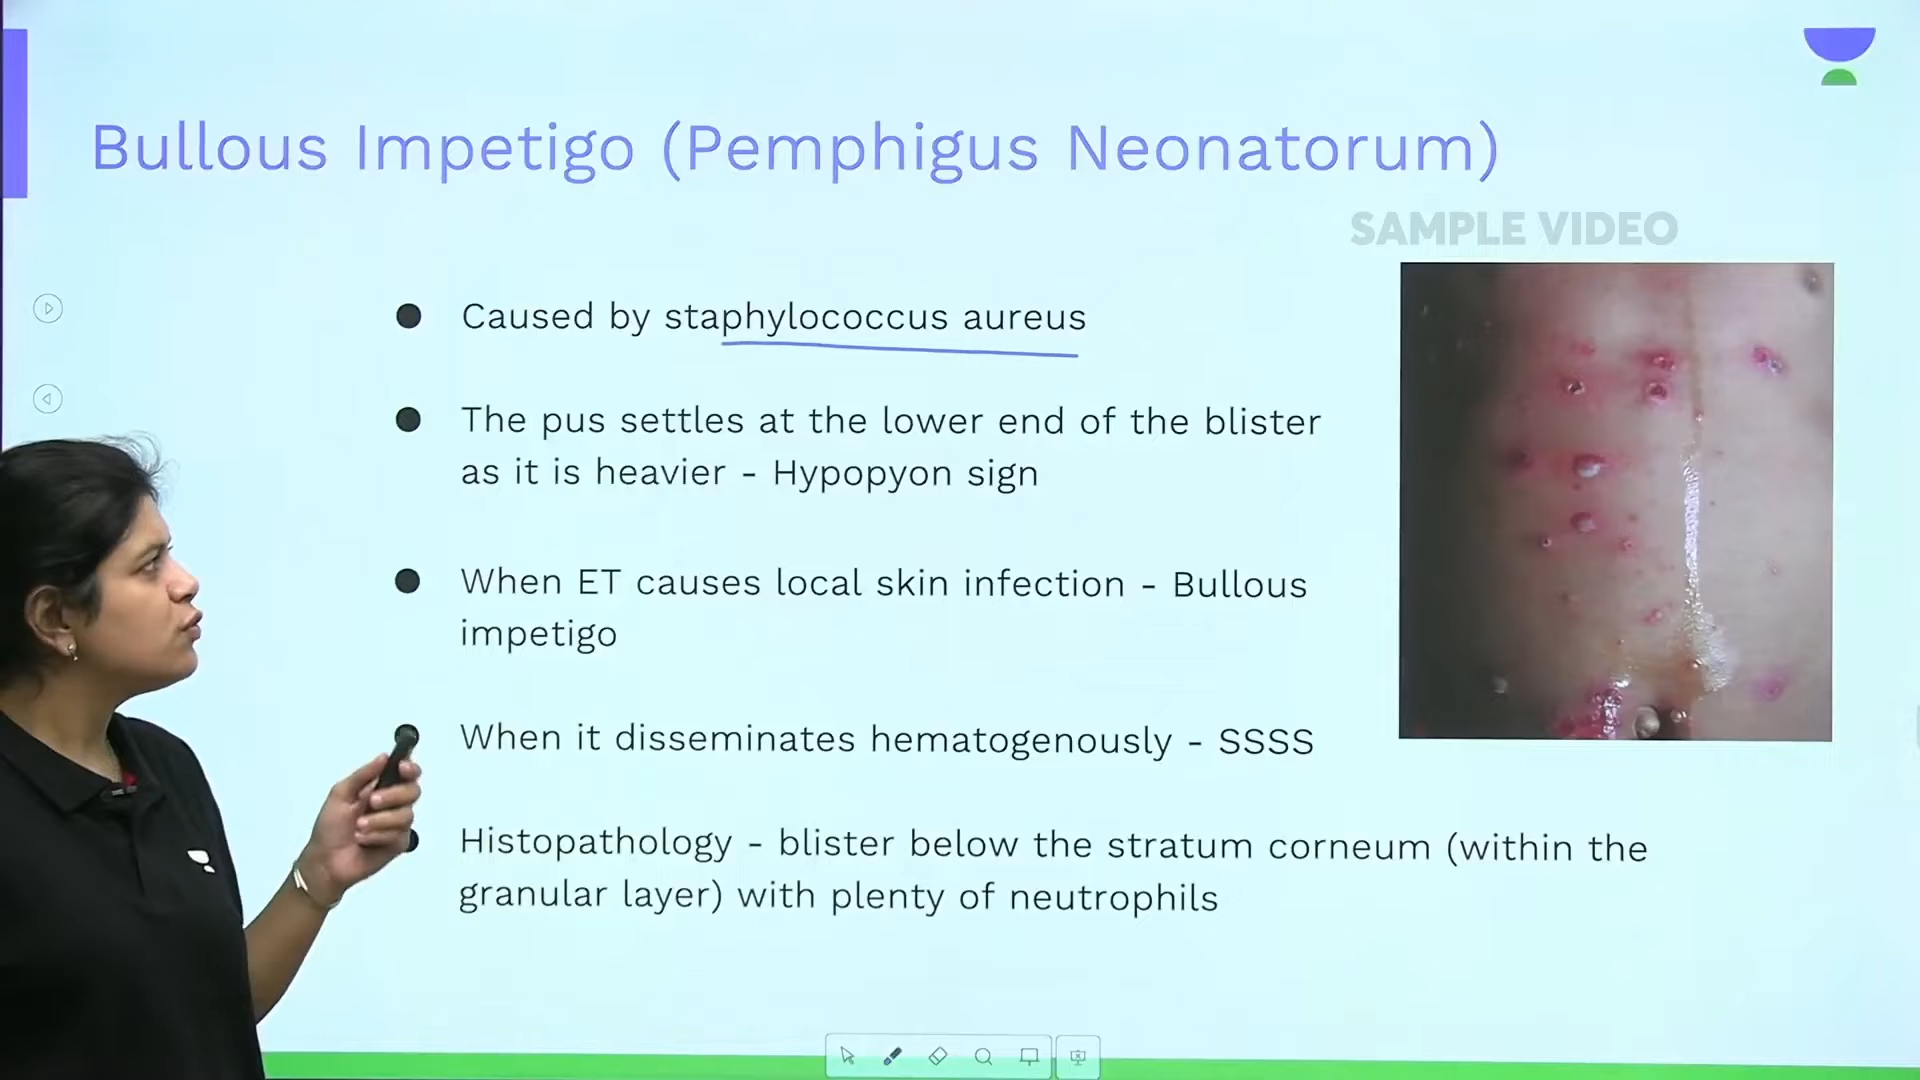 Bullous Impetigo (Pemphigus Neonatorum)
SAMPLE VIDEO
Caused by staphylococcus aureus
The pus settles at the lower end of the blister
as it is heavier - Hypopyon sign
When ET causes local skin infection - Bullous
impetigo
When it disseminates hematogenously - SSSS
Histopathology - blister below the stratum corneum (within the
granular layer) with plenty of neutrophils